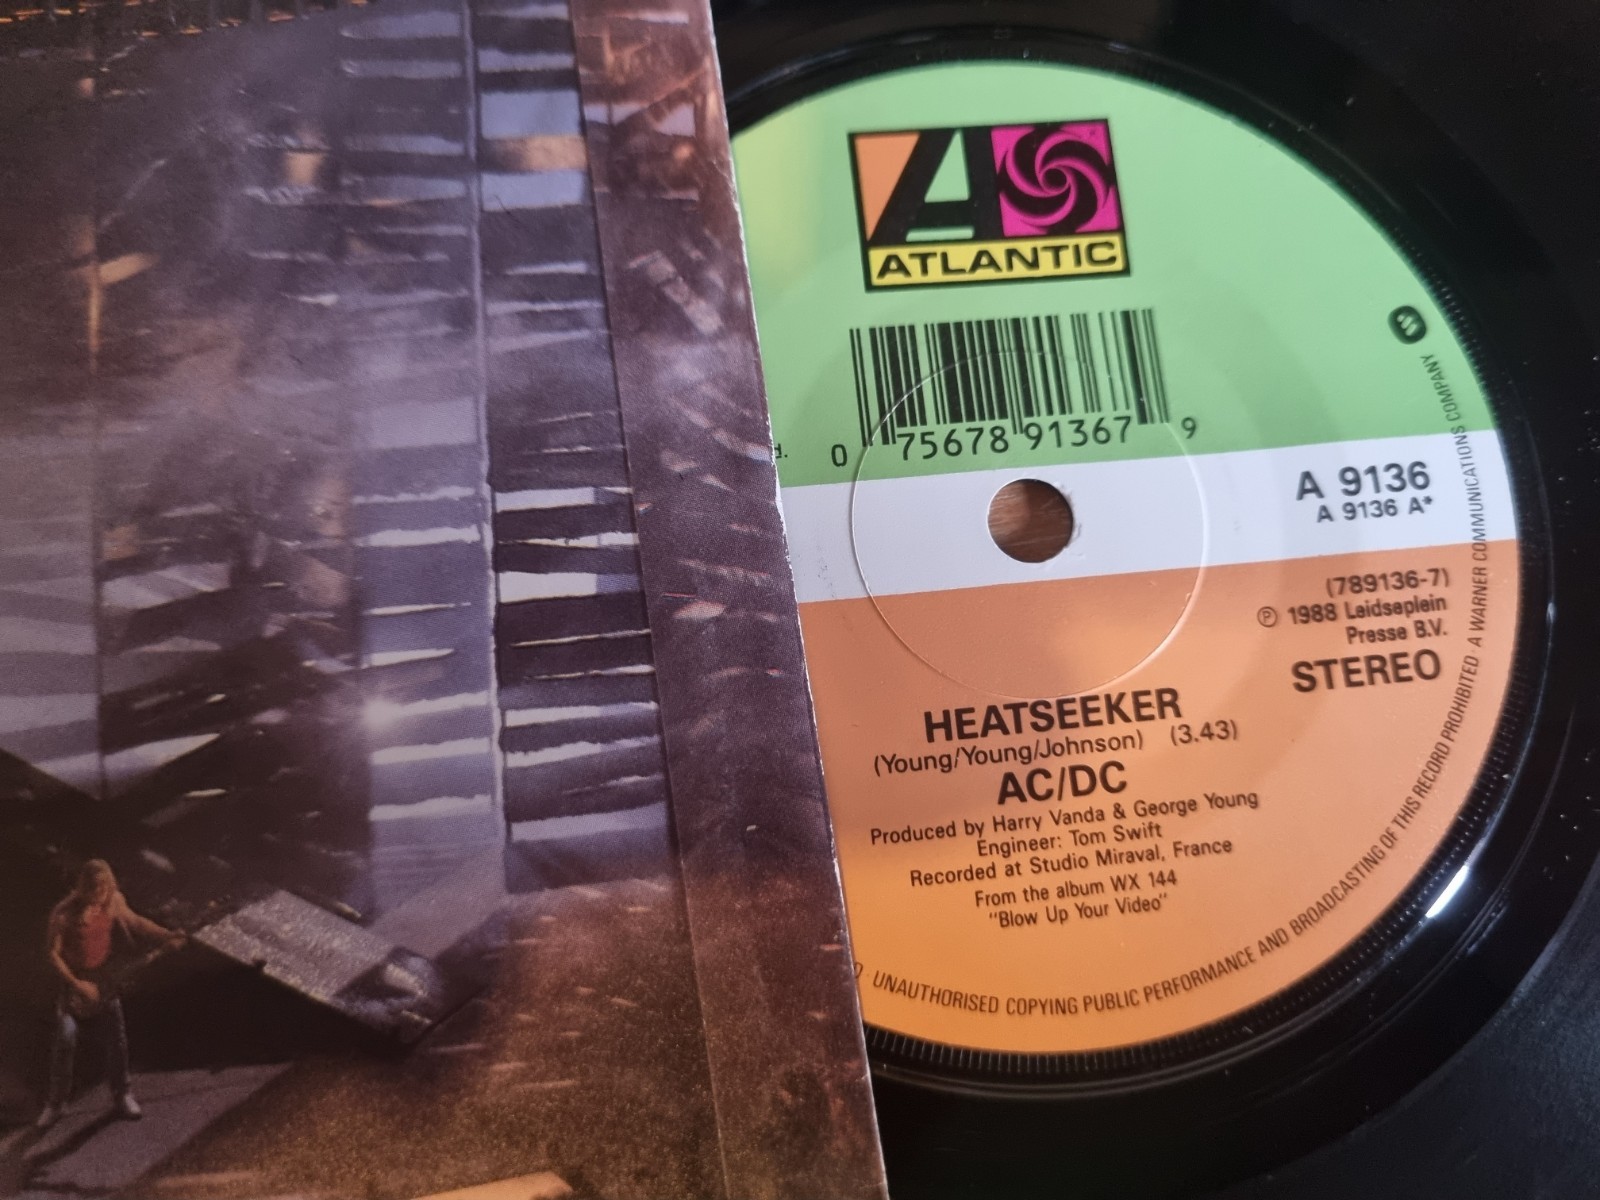 ATLANTIC
d.
0 75678 91367 9
A 9136
A 9136 A*
(789136-7)
Ⓟ 1988 Leidseplein
Presse B.V.
STEREO
HEATSEEKER
(Young/Young/Johnson) (3.43)
AC/DC
Produced by Harry Vanda & George Young
Engineer: Tom Swift
Recorded at Studio Miraval, France
From the album WX 144
"Blow Up Your Video"
UNAUTHORISED COPYING PUBLIC PERFORMANCE AND BROADCASTING OF THIS RECORD PROHIBITED · A WARNER COMMUNICATIONS COMPANY